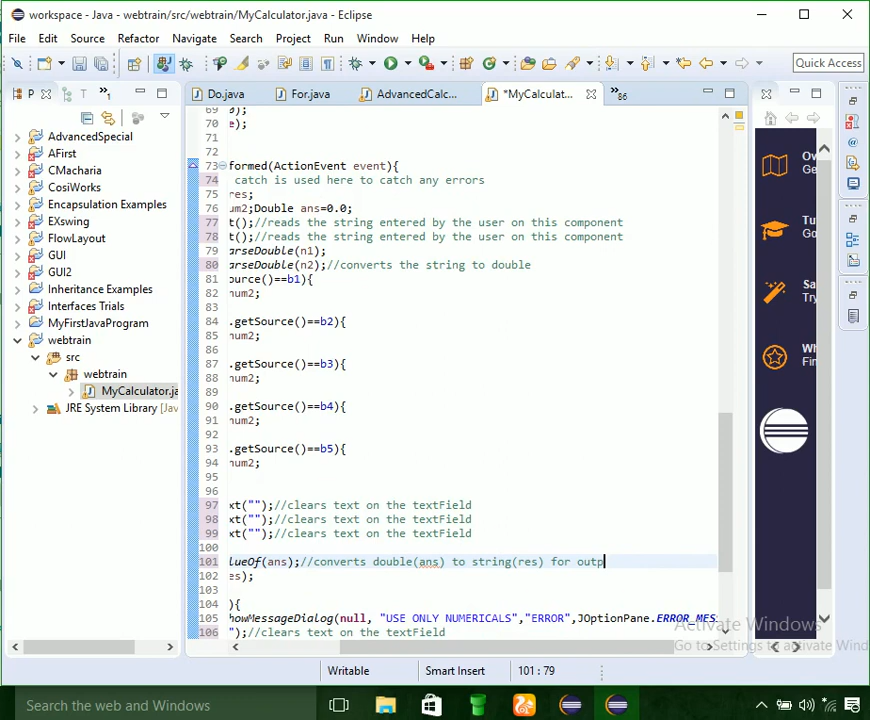 workspace - Java - webtrain/src/webtrain/MyCalculator.java - Eclipse
File Edit Source Refactor Navigate Search Project Run Window Help
Quick Access
P
»1
Do.java
For.java
AdvancedCalc...
*MyCalculat...
»86
AdvancedSpecial
AFirst
CMacharia
CosiWorks
Encapsulation Examples
EXswing
FlowLayout
GUI
GUI2
Inheritance Examples
Interfaces Trials
MyFirstJavaProgram
webtrain
src
webtrain
MyCalculator.ja
JRE System Library [Jav
69 0);
70 e);
71
72
73 formed(ActionEvent event){
74 catch is used here to catch any errors
75 res;
76 um2;Double ans=0.0;
77 t();//reads the string entered by the user on this component
78 t();//reads the string entered by the user on this component
79 arseDouble(n1);
80 arseDouble(n2);//converts the string to double
81 ource()==b1){
82 num2;
83
84 .getSource()==b2){
85 num2;
86
87 .getSource()==b3){
88 num2;
89
90 .getSource()==b4){
91 num2;
92
93 .getSource()==b5){
94 num2;
95
96
97 xt("");//clears text on the textField
98 xt("");//clears text on the textField
99 xt("");//clears text on the textField
100
101 lueOf(ans);//converts double(ans) to string(res) for outp
102 es);
103
104 ){
105 howMessageDialog(null, "USE ONLY NUMERICALS","ERROR",JOptionPane.ERROR_MES
106 ");//clears text on the textField
Ov
Ge
Tu
Go
Sa
Try
Wh
Fin
Activate Windows
Go to Settings to activate Wind
Writable
Smart Insert
101 : 79
Search the web and Windows